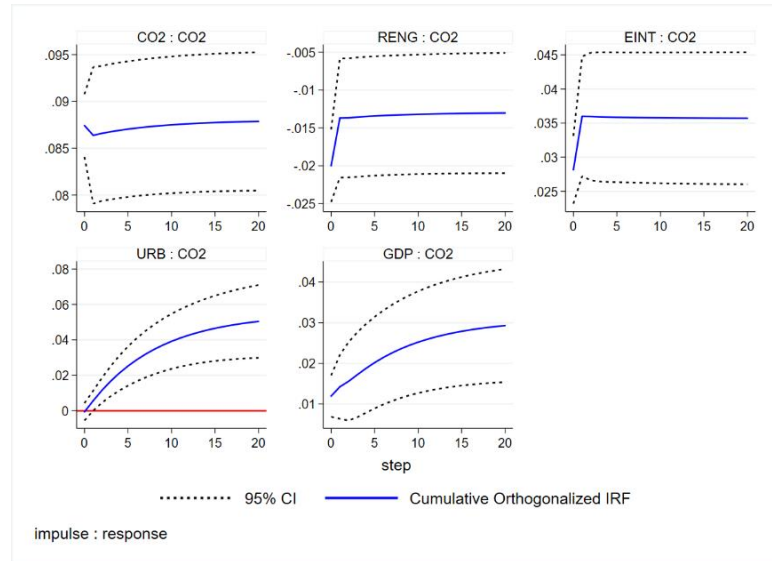 CO2 : CO2
.095
.09
.085
.08
0 5 10 15 20
RENG : CO2
-.005
-.01
-.015
-.02
-.025
0 5 10 15 20
EINT : CO2
.045
.04
.035
.03
.025
0 5 10 15 20
URB : CO2
.08
.06
.04
.02
0
0 5 10 15 20
GDP : CO2
.04
.03
.02
.01
0 5 10 15 20
step
95% CI Cumulative Orthogonalized IRF
impulse : response